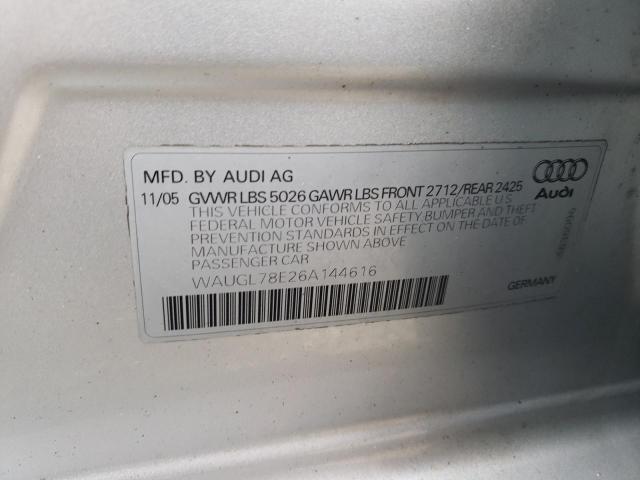 MFD. BY AUDI AG
11/05 GVWR LBS 5026 GAWR LBS FRONT 2712/REAR 2425
THIS VEHICLE CONFORMS TO ALL APPLICABLE U.S.
FEDERAL MOTOR VEHICLE SAFETY, BUMPER AND THEFT
PREVENTION STANDARDS IN EFFECT ON THE DATE OF
MANUFACTURE SHOWN ABOVE
PASSENGER CAR
WAUGL78E26A144616
Audi
GERMANY